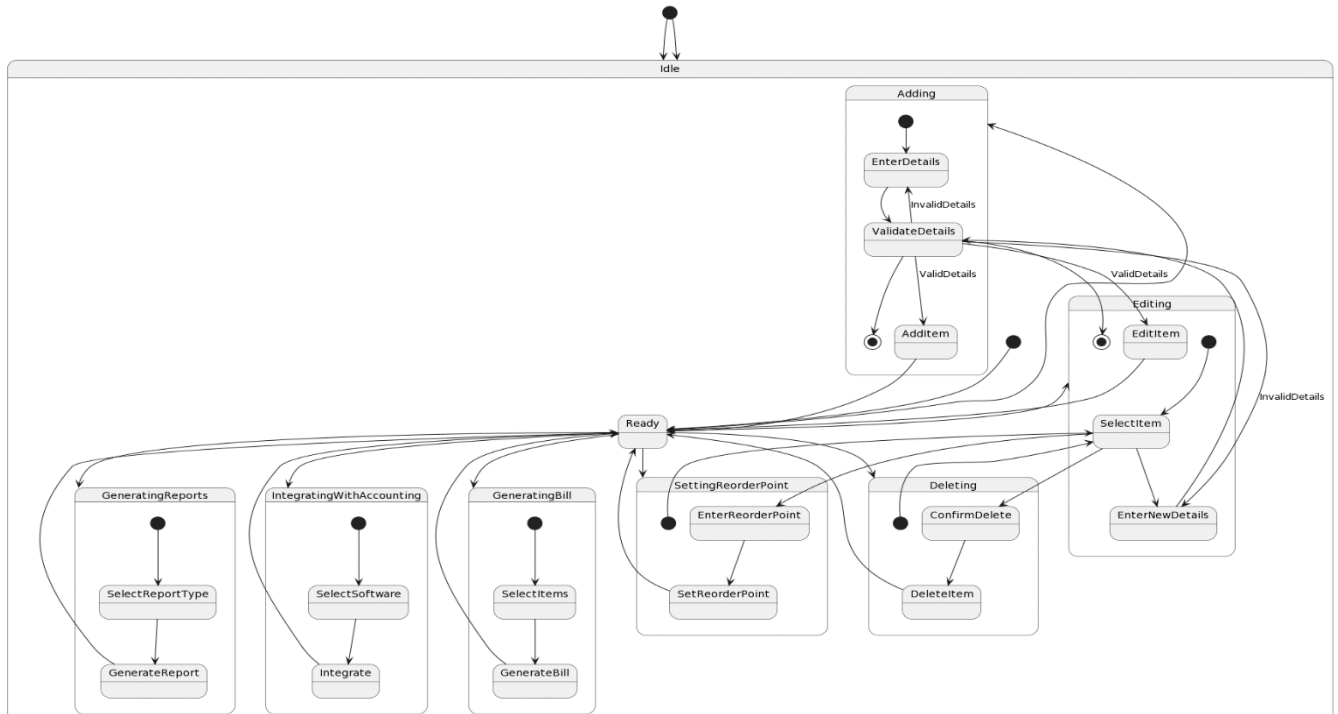 Idle
Adding
EnterDetails
InvalidDetails
ValidateDetails
ValidDetails
ValidDetails
Editing
AddItem
EditItem
InvalidDetails
Ready
SelectItem
GeneratingReports
IntegratingWithAccounting
GeneratingBill
SettingReorderPoint
Deleting
EnterReorderPoint
ConfirmDelete
EnterNewDetails
SelectReportType
SelectSoftware
SelectItems
SetReorderPoint
DeleteItem
GenerateReport
Integrate
GenerateBill